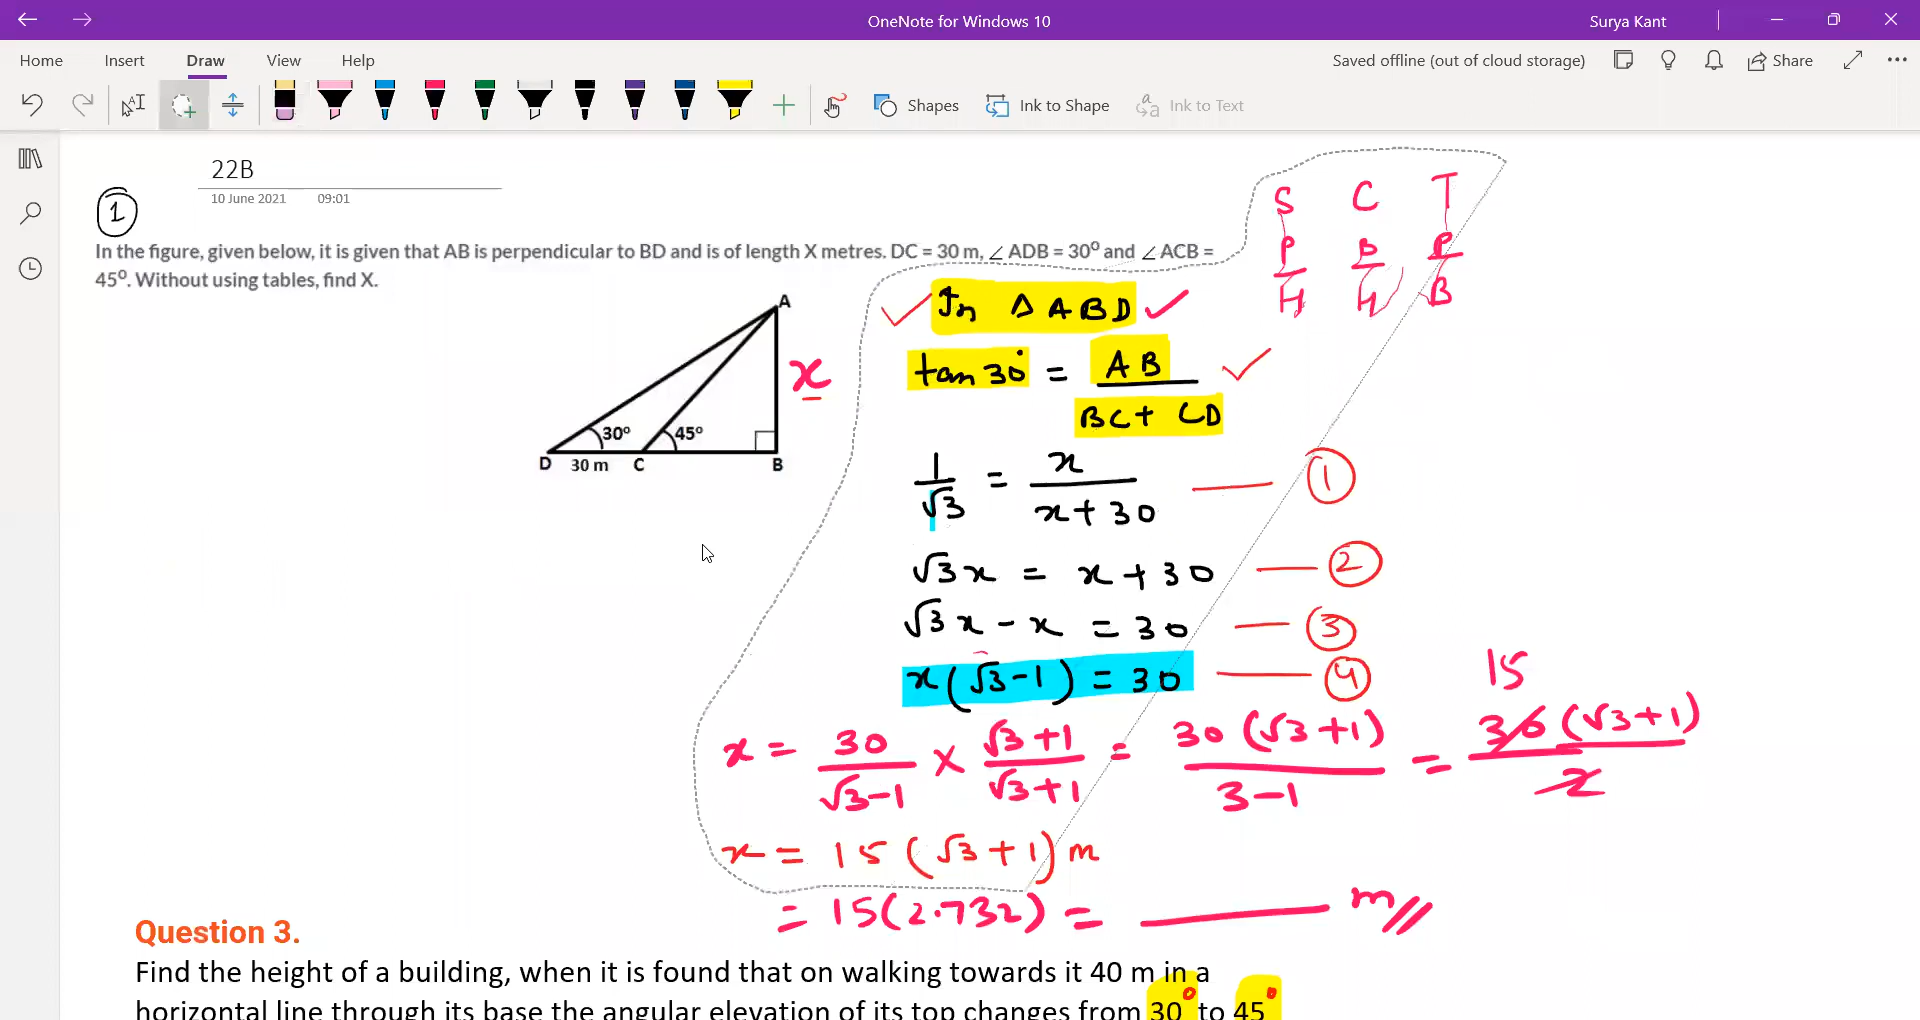 OneNote for Windows 10
Surya Kant
Home Insert Draw View Help
Saved offline (out of cloud storage)
Share
Shapes
Ink to Shape
Ink to Text
22B
10 June 2021 09:01
1
In the figure, given below, it is given that AB is perpendicular to BD and is of length X metres. DC = 30 m, ∠ ADB = 30⁰ and ∠ ACB =
45⁰. Without using tables, find X.
S C T
P/H B/H P/B
A
x
30⁰ 45⁰
D 30 m C B
In Δ ABD
tan 30° = AB / BC + CD
1/√3 = x / x + 30 — 1
√3x = x + 30 — 2
√3x - x = 30 — 3
x(√3-1) = 30 — 4
x = 30/√3-1 × √3+1/√3+1 = 30(√3+1)/3-1 = 30(√3+1)/2
15
x = 15(√3+1) m
= 15(2.732) = ______ m//
Question 3.
Find the height of a building, when it is found that on walking towards it 40 m in a
horizontal line through its base the angular elevation of its top changes from 30° to 45°